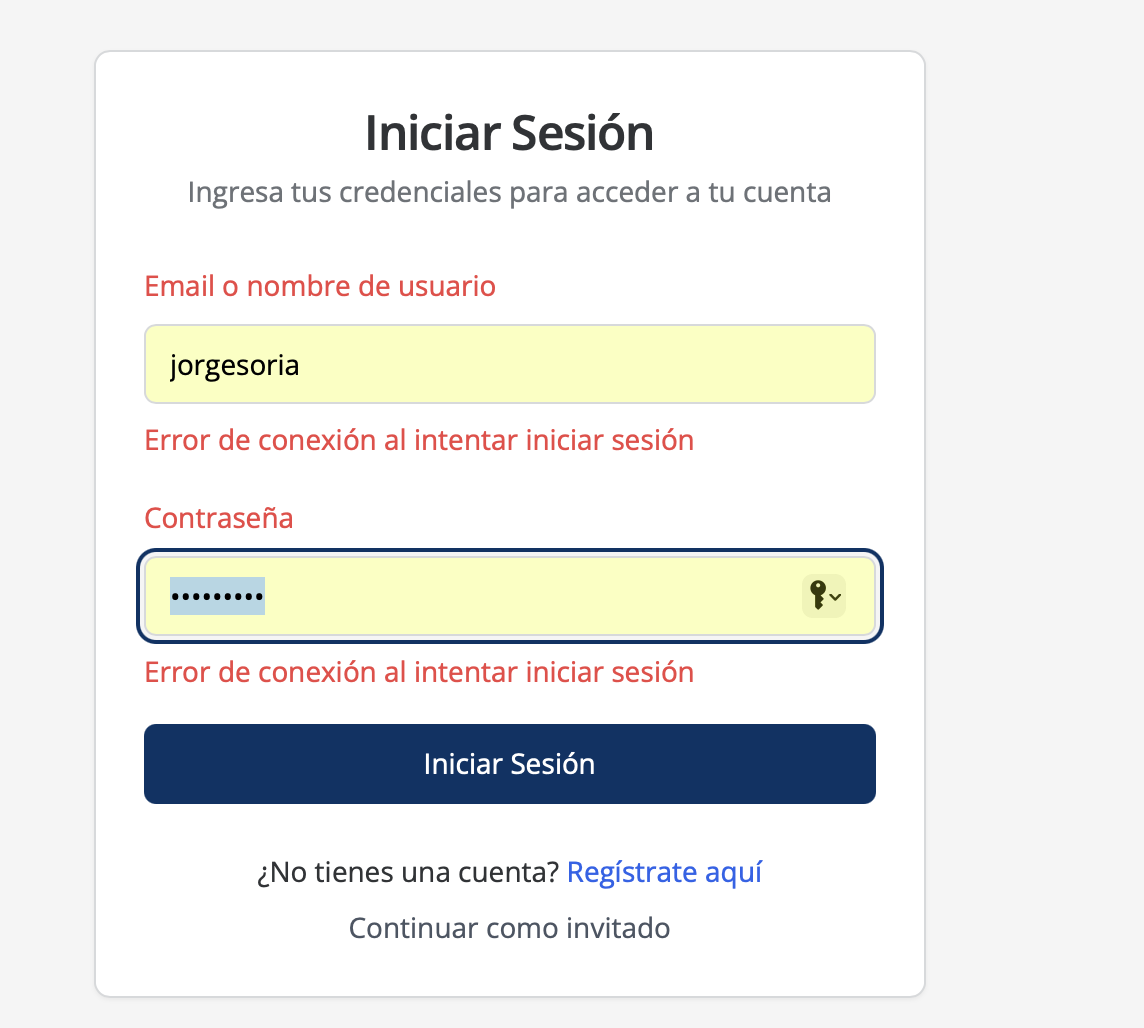 Iniciar Sesión
Ingresa tus credenciales para acceder a tu cuenta
Email o nombre de usuario
jorgesoria
Error de conexión al intentar iniciar sesión
Contraseña
•••••••••
Error de conexión al intentar iniciar sesión
Iniciar Sesión
¿No tienes una cuenta? Regístrate aquí
Continuar como invitado